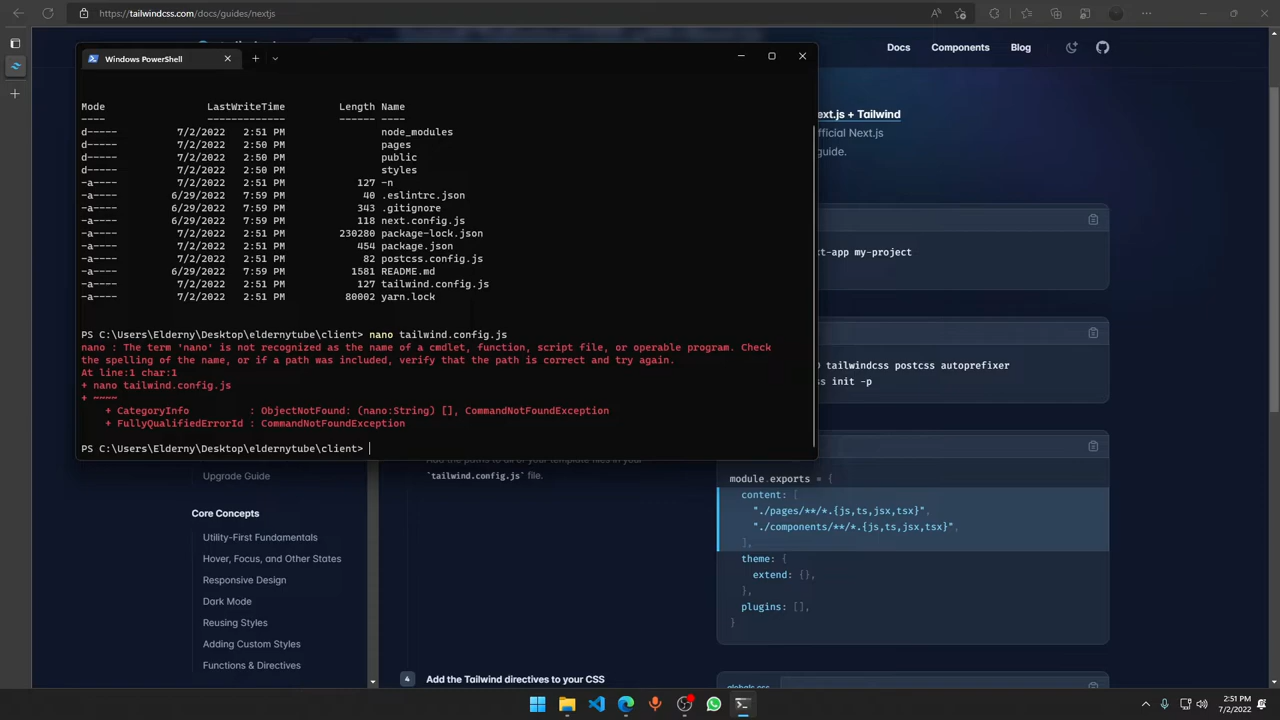 https://tailwindcss.com/docs/guides/nextjs
Windows PowerShell
Docs
Components
Blog
Mode LastWriteTime Length Name
---- ------------- ------ ----
d----- 7/2/2022 2:51 PM node_modules
d----- 7/2/2022 2:50 PM pages
d----- 7/2/2022 2:50 PM public
d----- 7/2/2022 2:50 PM styles
-a---- 7/2/2022 2:51 PM 127 -n
-a---- 6/29/2022 7:59 PM 40 .eslintrc.json
-a---- 6/29/2022 7:59 PM 343 .gitignore
-a---- 6/29/2022 7:59 PM 118 next.config.js
-a---- 7/2/2022 2:51 PM 230280 package-lock.json
-a---- 7/2/2022 2:51 PM 454 package.json
-a---- 7/2/2022 2:51 PM 82 postcss.config.js
-a---- 6/29/2022 7:59 PM 1581 README.md
-a---- 7/2/2022 2:51 PM 127 tailwind.config.js
-a---- 7/2/2022 2:51 PM 80002 yarn.lock
PS C:\Users\Elderny\Desktop\eldernytube\client> nano tailwind.config.js
nano : The term 'nano' is not recognized as the name of a cmdlet, function, script file, or operable program. Check
the spelling of the name, or if a path was included, verify that the path is correct and try again.
At line:1 char:1
+ nano tailwind.config.js
+ ~~~~
+ CategoryInfo : ObjectNotFound: (nano:String) [], CommandNotFoundException
+ FullyQualifiedErrorId : CommandNotFoundException
PS C:\Users\Elderny\Desktop\eldernytube\client>
ext.js + Tailwind
fficial Next.js
guide.
xt-app my-project
D tailwindcss postcss autoprefixer
ss init -p
Add the paths to all of your template files in your
`tailwind.config.js` file.
module.exports = {
content: [
"./pages/**/*.{js,ts,jsx,tsx}",
"./components/**/*.{js,ts,jsx,tsx}",
],
theme: {
extend: {},
},
plugins: [],
}
Upgrade Guide
Core Concepts
Utility-First Fundamentals
Hover, Focus, and Other States
Responsive Design
Dark Mode
Reusing Styles
Adding Custom Styles
Functions & Directives
4 Add the Tailwind directives to your CSS
globals.css
2:51 PM
7/2/2022